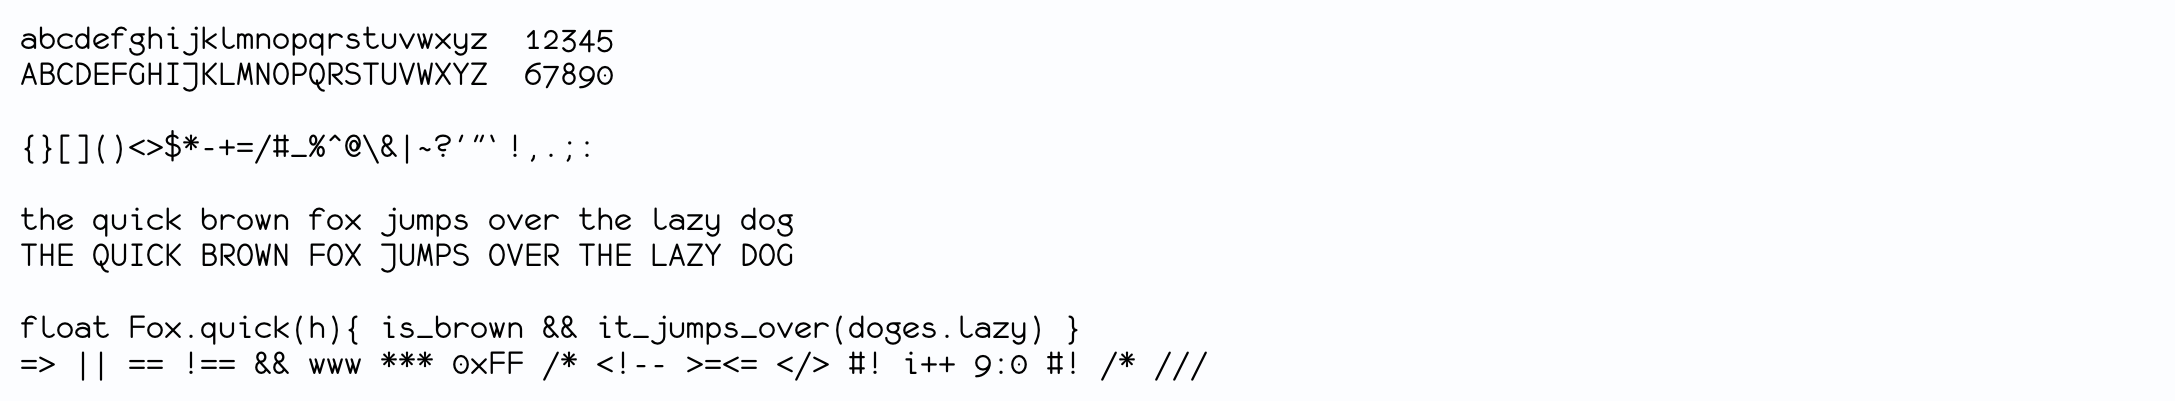 abcdefghijklmnopqrstuvwxyz  12345
ABCDEFGHIJKLMNOPQRSTUVWXYZ  67890
{}[]()<>$*-+=/#_%^@\&|~?'"`!,.;:
the quick brown fox jumps over the lazy dog
THE QUICK BROWN FOX JUMPS OVER THE LAZY DOG
float Fox.quick(h){ is_brown && it_jumps_over(doges.lazy) }
=> || == !== && www *** 0xFF /* <!-- >=<= </> #! i++ 9:0 #! /* ///